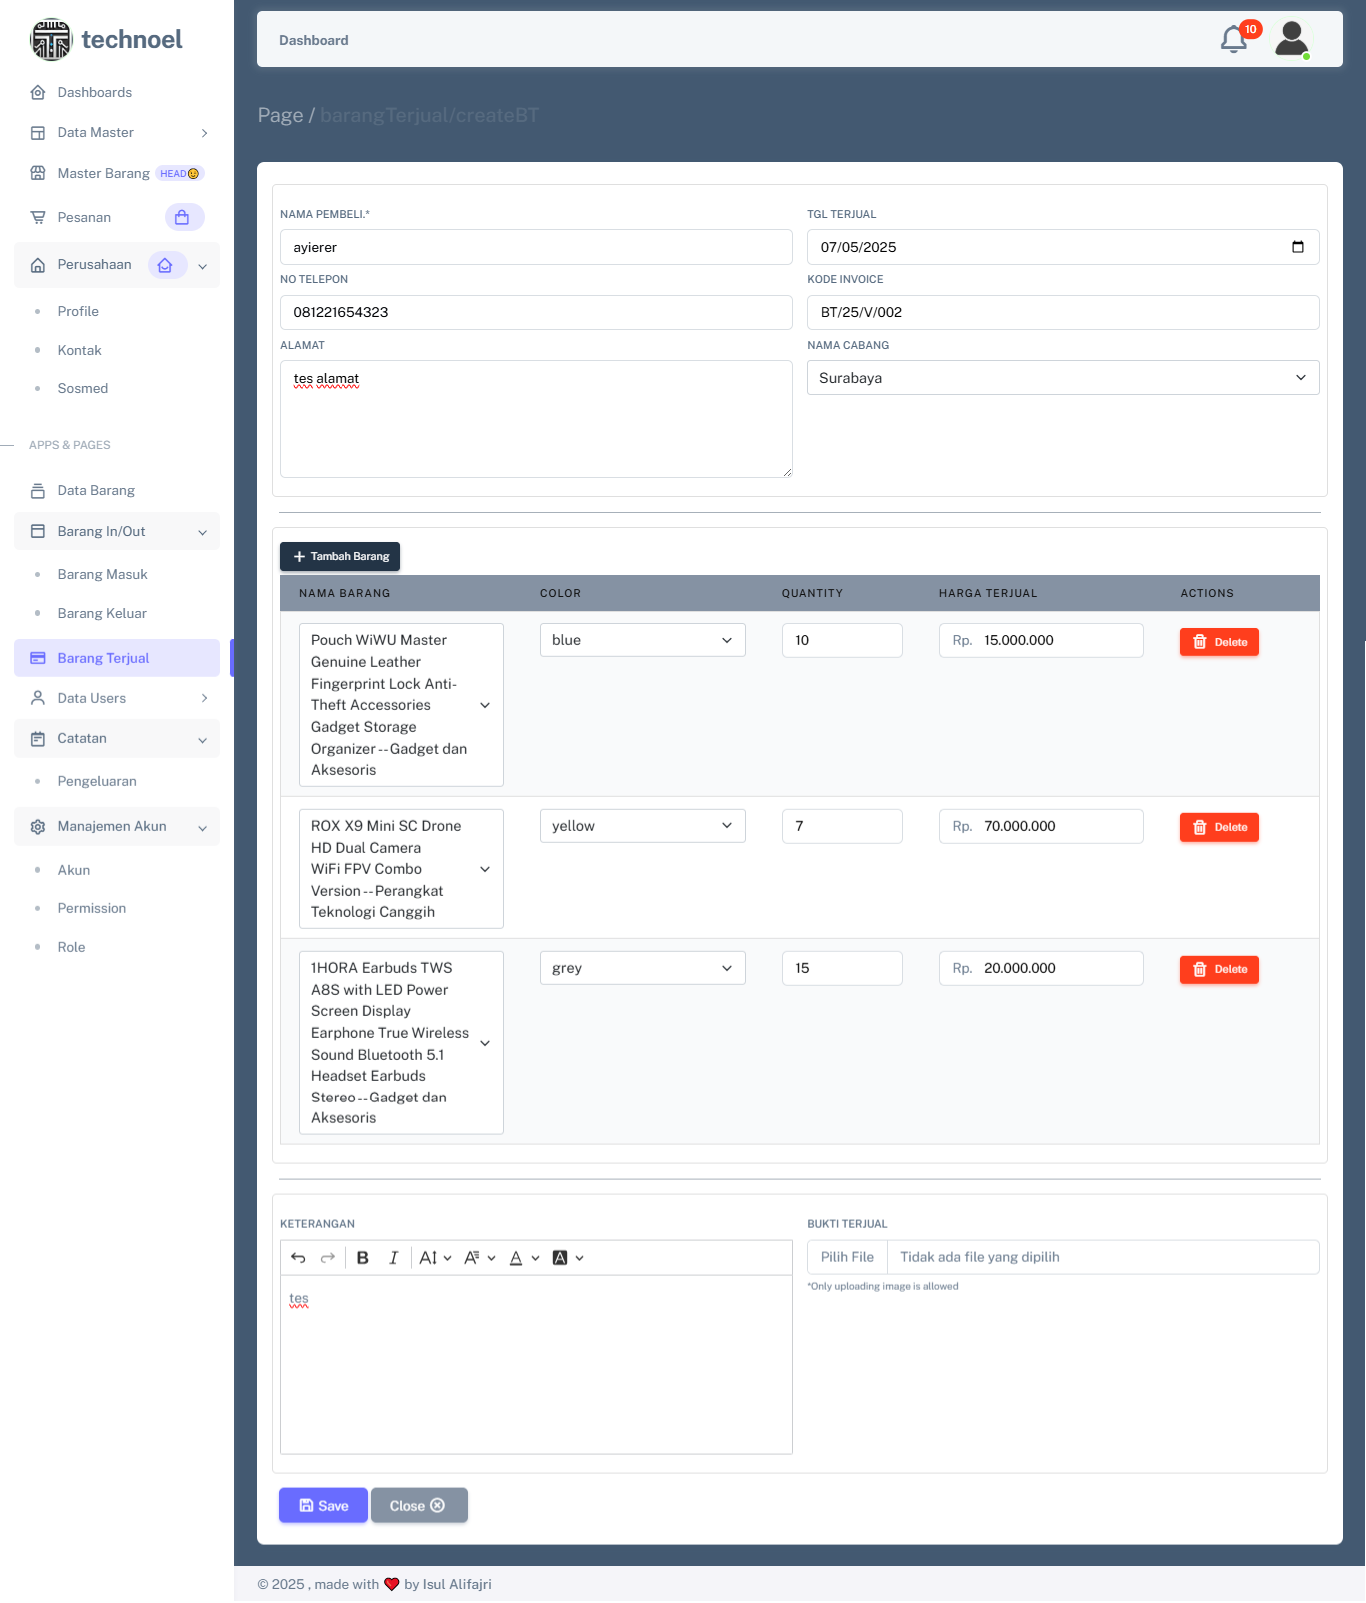 technoel
Dashboards
Data Master
Master Barang HEAD😉
Pesanan
Perusahaan
Profile
Kontak
Sosmed
APPS & PAGES
Data Barang
Barang In/Out
Barang Masuk
Barang Keluar
Barang Terjual
Data Users
Catatan
Pengeluaran
Manajemen Akun
Akun
Permission
Role
Dashboard
10
Page / barangTerjual/createBT
NAMA PEMBELI.*
ayierer
TGL TERJUAL
07/05/2025
NO TELEPON
081221654323
KODE INVOICE
BT/25/V/002
ALAMAT
tes alamat
NAMA CABANG
Surabaya
+ Tambah Barang
NAMA BARANG COLOR QUANTITY HARGA TERJUAL ACTIONS
Pouch WiWU Master
Genuine Leather
Fingerprint Lock Anti-
Theft Accessories
Gadget Storage
Organizer -- Gadget dan
Aksesoris
blue
10
Rp. 15.000.000
Delete
ROX X9 Mini SC Drone
HD Dual Camera
WiFi FPV Combo
Version -- Perangkat
Teknologi Canggih
yellow
7
Rp. 70.000.000
Delete
1HORA Earbuds TWS
A8S with LED Power
Screen Display
Earphone True Wireless
Sound Bluetooth 5.1
Headset Earbuds
Stereo -- Gadget dan
Aksesoris
grey
15
Rp. 20.000.000
Delete
KETERANGAN
B I A A A A
tes
BUKTI TERJUAL
Pilih File Tidak ada file yang dipilih
*Only uploading image is allowed
Save
Close
© 2025 , made with ❤️ by Isul Alifajri